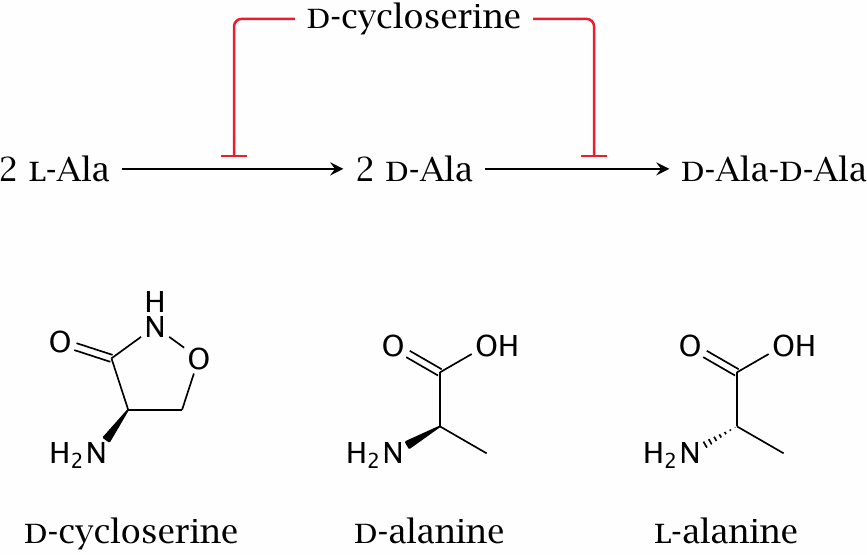 D-cycloserine
2 L-Ala 2 D-Ala D-Ala-D-Ala
H
N
O
O
H₂N
O OH
H₂N
O OH
H₂N
D-cycloserine D-alanine L-alanine